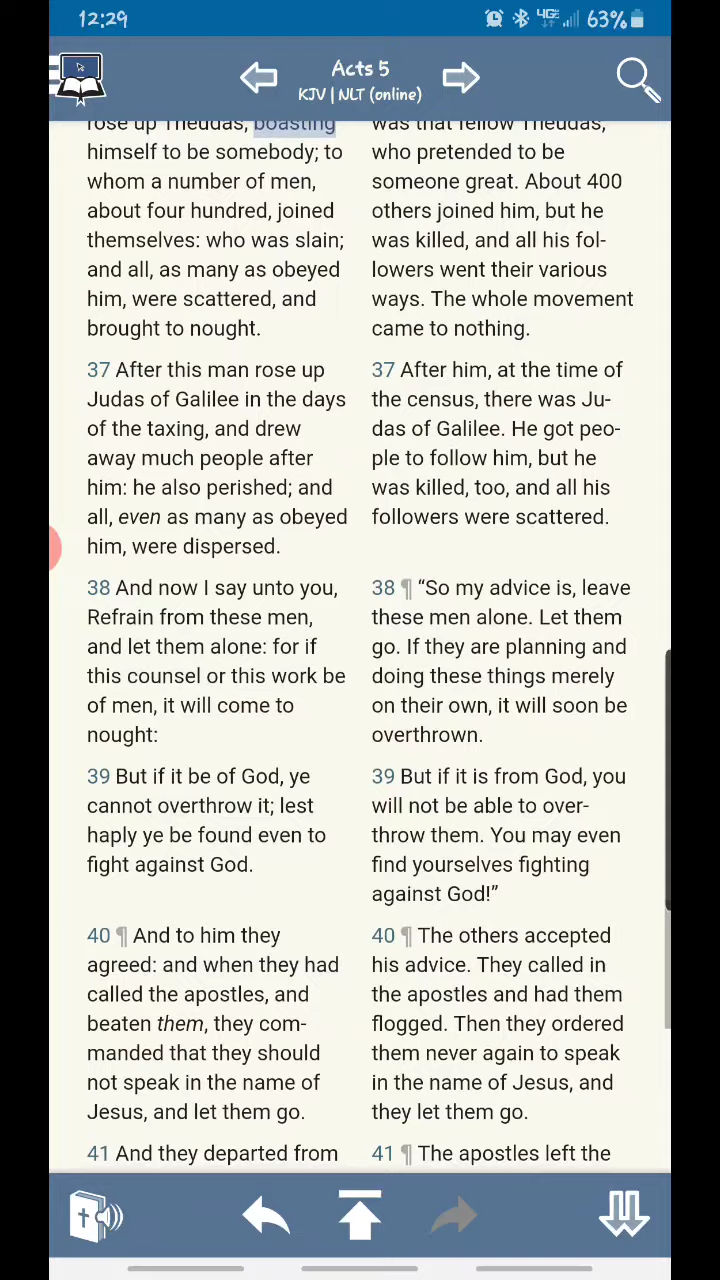 12:29
4GE 63%
Acts 5
KJV | NLT (online)
rose up Theudas, boasting
himself to be somebody; to
whom a number of men,
about four hundred, joined
themselves: who was slain;
and all, as many as obeyed
him, were scattered, and
brought to nought.
37 After this man rose up
Judas of Galilee in the days
of the taxing, and drew
away much people after
him: he also perished; and
all, even as many as obeyed
him, were dispersed.
38 And now I say unto you,
Refrain from these men,
and let them alone: for if
this counsel or this work be
of men, it will come to
nought:
39 But if it be of God, ye
cannot overthrow it; lest
haply ye be found even to
fight against God.
40 ¶ And to him they
agreed: and when they had
called the apostles, and
beaten them, they com-
manded that they should
not speak in the name of
Jesus, and let them go.
41 And they departed from
was that fellow Theudas,
who pretended to be
someone great. About 400
others joined him, but he
was killed, and all his fol-
lowers went their various
ways. The whole movement
came to nothing.
37 After him, at the time of
the census, there was Ju-
das of Galilee. He got peo-
ple to follow him, but he
was killed, too, and all his
followers were scattered.
38 ¶ “So my advice is, leave
these men alone. Let them
go. If they are planning and
doing these things merely
on their own, it will soon be
overthrown.
39 But if it is from God, you
will not be able to over-
throw them. You may even
find yourselves fighting
against God!”
40 ¶ The others accepted
his advice. They called in
the apostles and had them
flogged. Then they ordered
them never again to speak
in the name of Jesus, and
they let them go.
41 ¶ The apostles left the